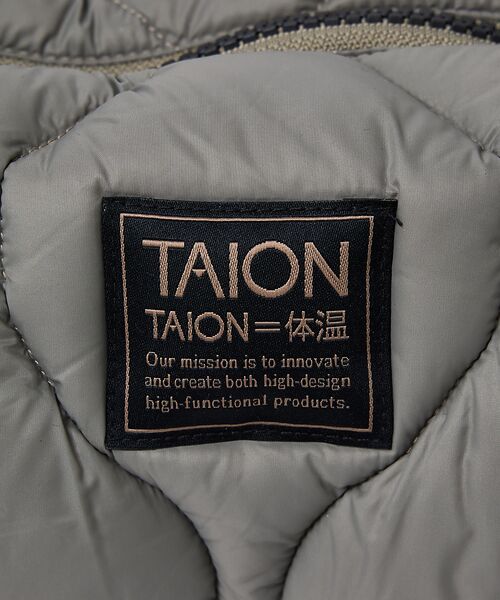 TAION
TAION=体温
Our mission is to innovate
and create both high-design
high-functional products.